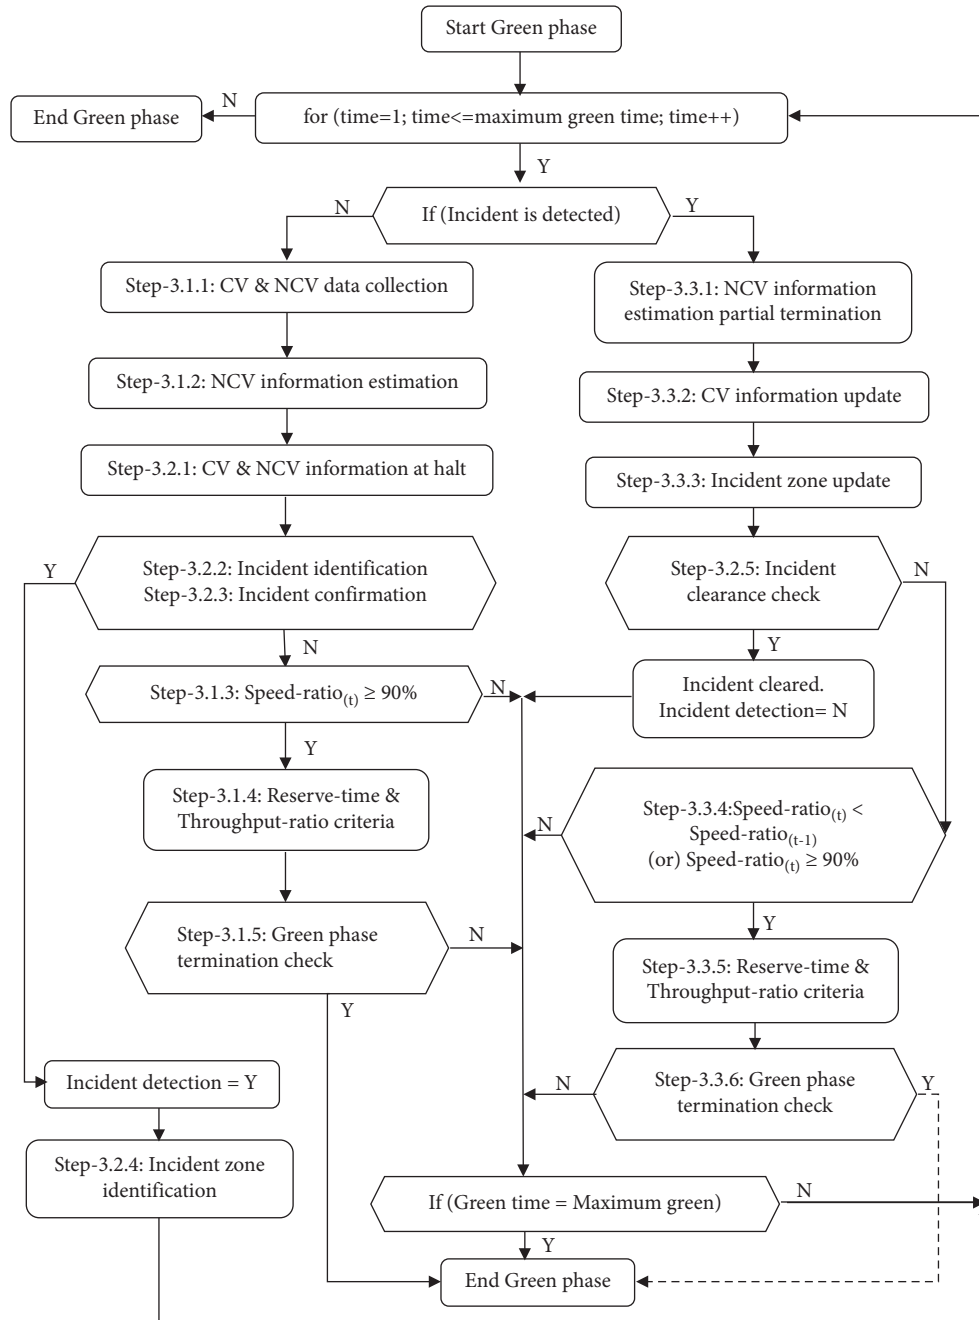 Start Green phase
N
End Green phase
for (time=1; time<=maximum green time; time++)
Y
N
If (Incident is detected)
Y
Step-3.1.1: CV & NCV data collection
Step-3.3.1: NCV information
estimation partial termination
Step-3.1.2: NCV information estimation
Step-3.3.2: CV information update
Step-3.2.1: CV & NCV information at halt
Step-3.3.3: Incident zone update
Y
Step-3.2.2: Incident identification
Step-3.2.3: Incident confirmation
Step-3.2.5: Incident
clearance check
N
N
Y
Step-3.1.3: Speed-ratio(t) ≥ 90%
N
Incident cleared.
Incident detection= N
Y
Step-3.1.4: Reserve-time &
Throughput-ratio criteria
N
Step-3.3.4:Speed-ratio(t) <
Speed-ratio(t-1)
(or) Speed-ratio(t) ≥ 90%
Step-3.1.5: Green phase
termination check
N
Y
Y
Step-3.3.5: Reserve-time &
Throughput-ratio criteria
Incident detection = Y
N
Step-3.3.6: Green phase
termination check
Y
Step-3.2.4: Incident zone
identification
If (Green time = Maximum green)
N
Y
End Green phase